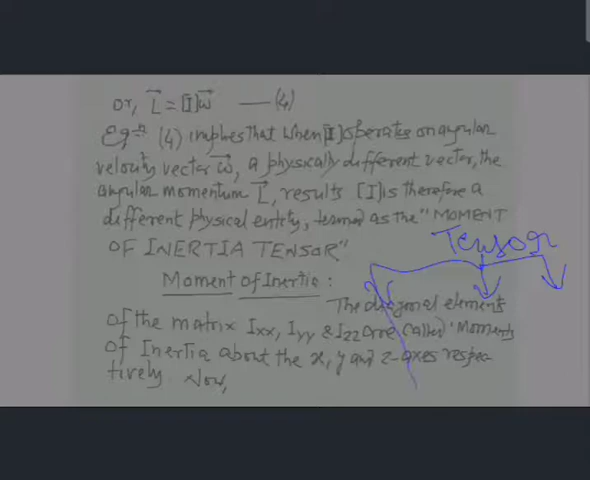 or, L⃗ = [I]ω⃗ —— (4)
Eqⁿ (4) implies that when [I] operates on angular
velocity vector ω⃗, a physically different vector, the
angular momentum L⃗, results [I] is therefore a
different physical entity, termed as the "MOMENT
OF INERTIA TENSOR"
Tensor
Moment of Inertia :
The diagonal element
of the matrix Ixx, Iyy & Izz are called 'Moments
of Inertia about the x, y and z-axes respec
tively. Now,